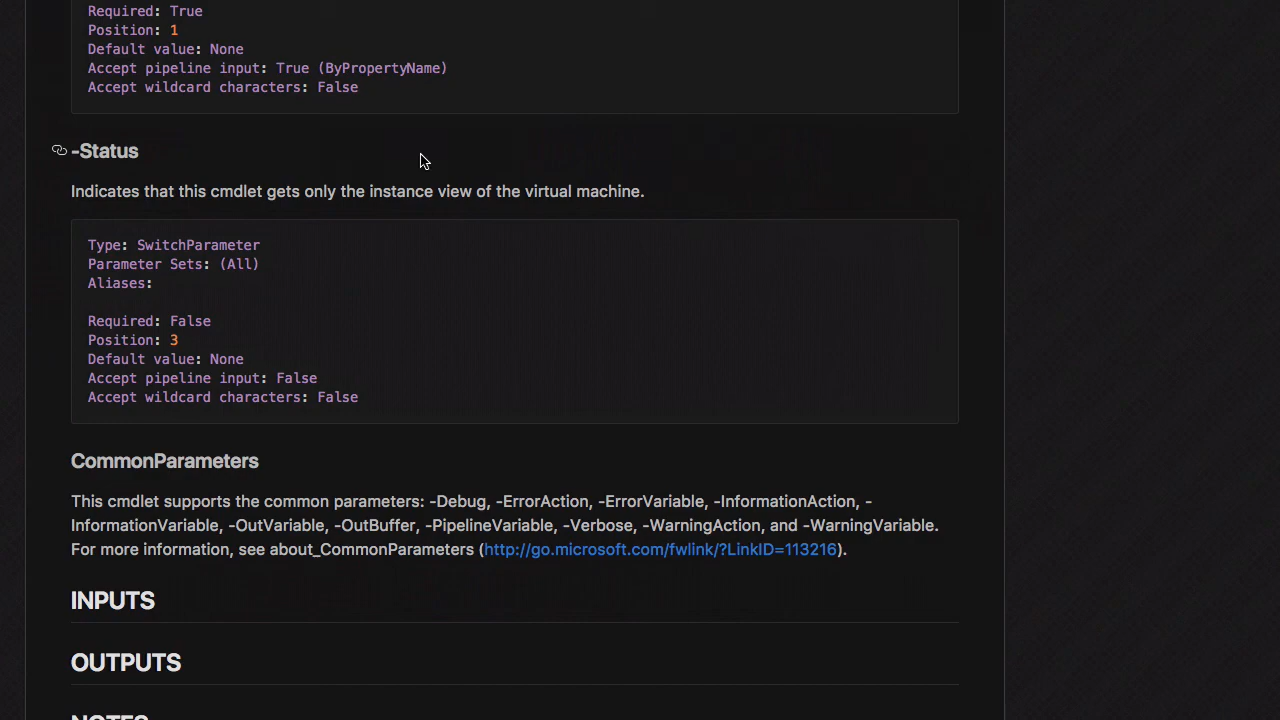 Required: True
Position: 1
Default value: None
Accept pipeline input: True (ByPropertyName)
Accept wildcard characters: False
-Status
Indicates that this cmdlet gets only the instance view of the virtual machine.
Type: SwitchParameter
Parameter Sets: (All)
Aliases:
Required: False
Position: 3
Default value: None
Accept pipeline input: False
Accept wildcard characters: False
CommonParameters
This cmdlet supports the common parameters: -Debug, -ErrorAction, -ErrorVariable, -InformationAction, -
InformationVariable, -OutVariable, -OutBuffer, -PipelineVariable, -Verbose, -WarningAction, and -WarningVariable.
For more information, see about_CommonParameters (http://go.microsoft.com/fwlink/?LinkID=113216).
INPUTS
OUTPUTS
NOTES